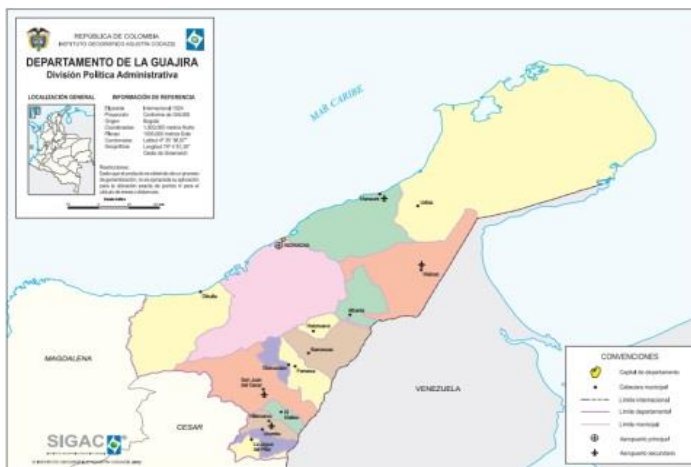 REPÚBLICA DE COLOMBIA
INSTITUTO GEOGRÁFICO AGUSTÍN CODAZZI
DEPARTAMENTO DE LA GUAJIRA
División Política Administrativa
LOCALIZACIÓN GENERAL
INFORMACIÓN DE REFERENCIA
MAR CARIBE
Manaure
Uribia
RIOHACHA
Maicao
Dibulla
Albania
Hatonuevo
Barrancas
Distracción
Fonseca
San Juan
del Cesar
El
Molino
Villanueva
Urumita
La Jagua
del Pilar
MAGDALENA
CESAR
VENEZUELA
SIGAC
CONVENCIONES
Capital de departamento
Cabecera municipal
Límite internacional
Límite departamental
Límite municipal
Aeropuerto principal
Aeropuerto secundario